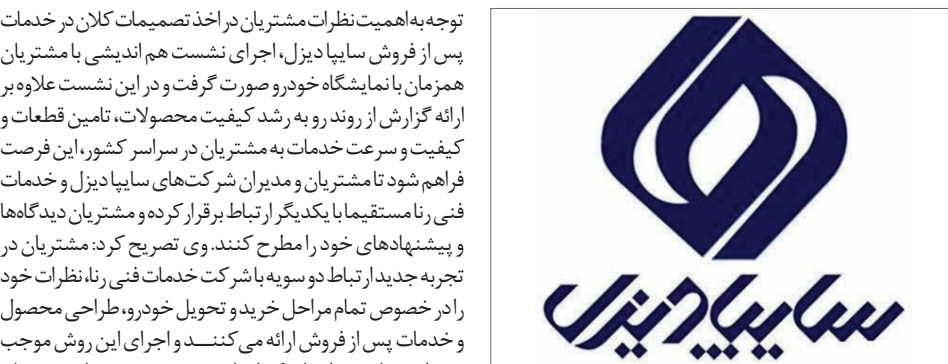 توجه به اهمیت نظرات مشتریان در اخذ تصمیمات کلان در خدمات
پس از فروش سایپا دیزل، اجرای نشست هم اندیشی با مشتریان
همزمان با نمایشگاه خودرو صورت گرفت و در این نشست علاوه بر
ارائه گزارش از روند رو به رشد کیفیت محصولات، تامین قطعات و
کیفیت و سرعت خدمات به مشتریان در سراسر کشور، این فرصت
فراهم شود تا مشتریان و مدیران شرکت‌های سایپا دیزل و خدمات
فنی رنا مستقیما با یکدیگر ارتباط برقرار کرده و مشتریان دیدگاه‌ها
و پیشنهادهای خود را مطرح کنند. وی تصریح کرد: مشتریان در
تجربه جدید ارتباط دو سویه با شرکت خدمات فنی رنا، نظرات خود
را در خصوص تمام مراحل خرید و تحویل خودرو، طراحی محصول
و خدمات پس از فروش ارائه می‌کننــد و اجرای این روش موجب
سایپا دیزل